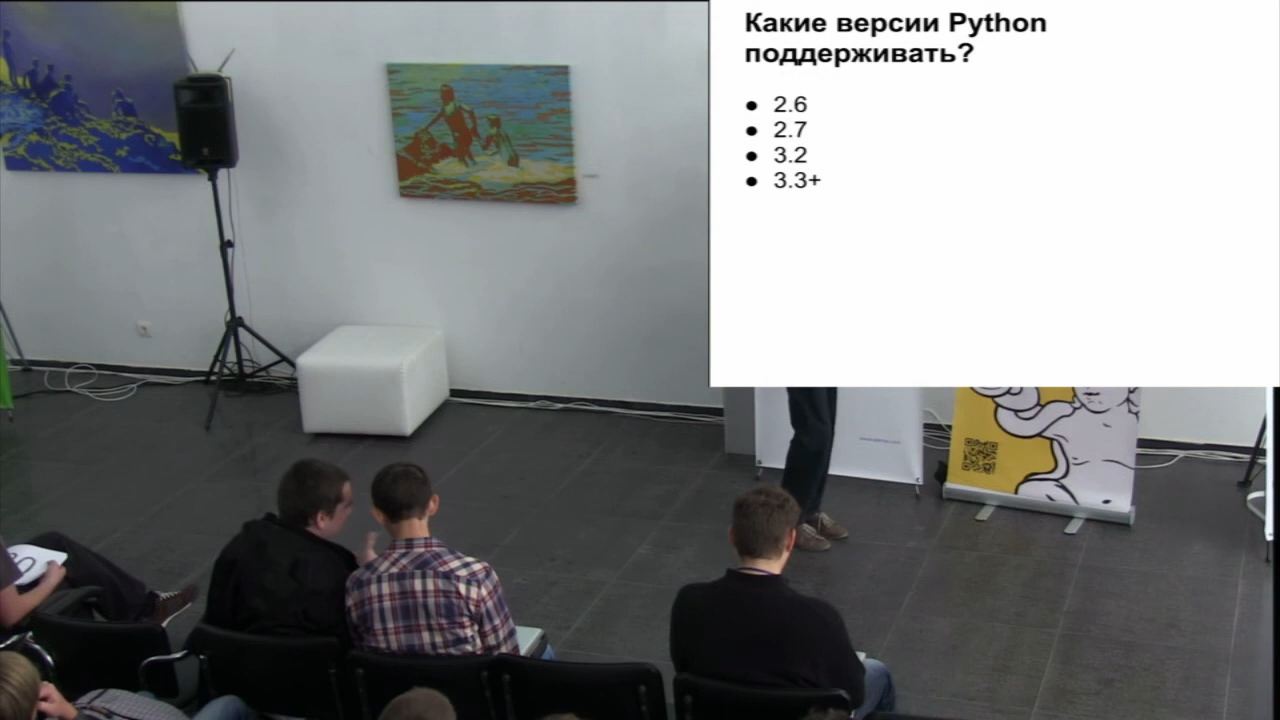 Какие версии Python
поддерживать?
● 2.6
● 2.7
● 3.2
● 3.3+